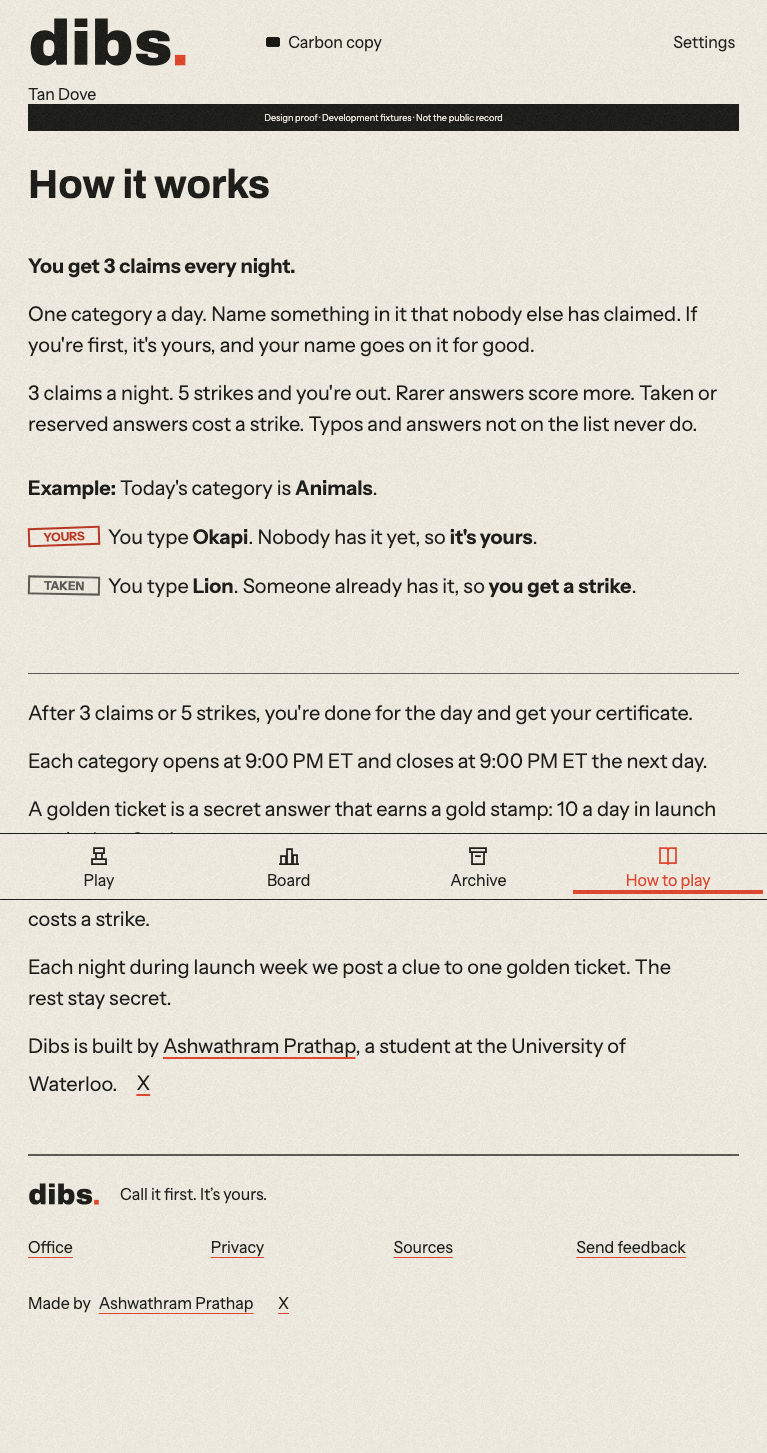 dibs.
Carbon copy
Settings
Tan Dove
Design proof · Development fixtures · Not the public record
How it works
You get 3 claims every night.
One category a day. Name something in it that nobody else has claimed. If
you're first, it's yours, and your name goes on it for good.
3 claims a night. 5 strikes and you're out. Rarer answers score more. Taken or
reserved answers cost a strike. Typos and answers not on the list never do.
Example: Today's category is Animals.
YOURS You type Okapi. Nobody has it yet, so it's yours.
TAKEN You type Lion. Someone already has it, so you get a strike.
After 3 claims or 5 strikes, you're done for the day and get your certificate.
Each category opens at 9:00 PM ET and closes at 9:00 PM ET the next day.
A golden ticket is a secret answer that earns a gold stamp: 10 a day in launch
Play
Board
Archive
How to play
costs a strike.
Each night during launch week we post a clue to one golden ticket. The
rest stay secret.
Dibs is built by Ashwathram Prathap, a student at the University of
Waterloo. X
dibs. Call it first. It's yours.
Office
Privacy
Sources
Send feedback
Made by Ashwathram Prathap X